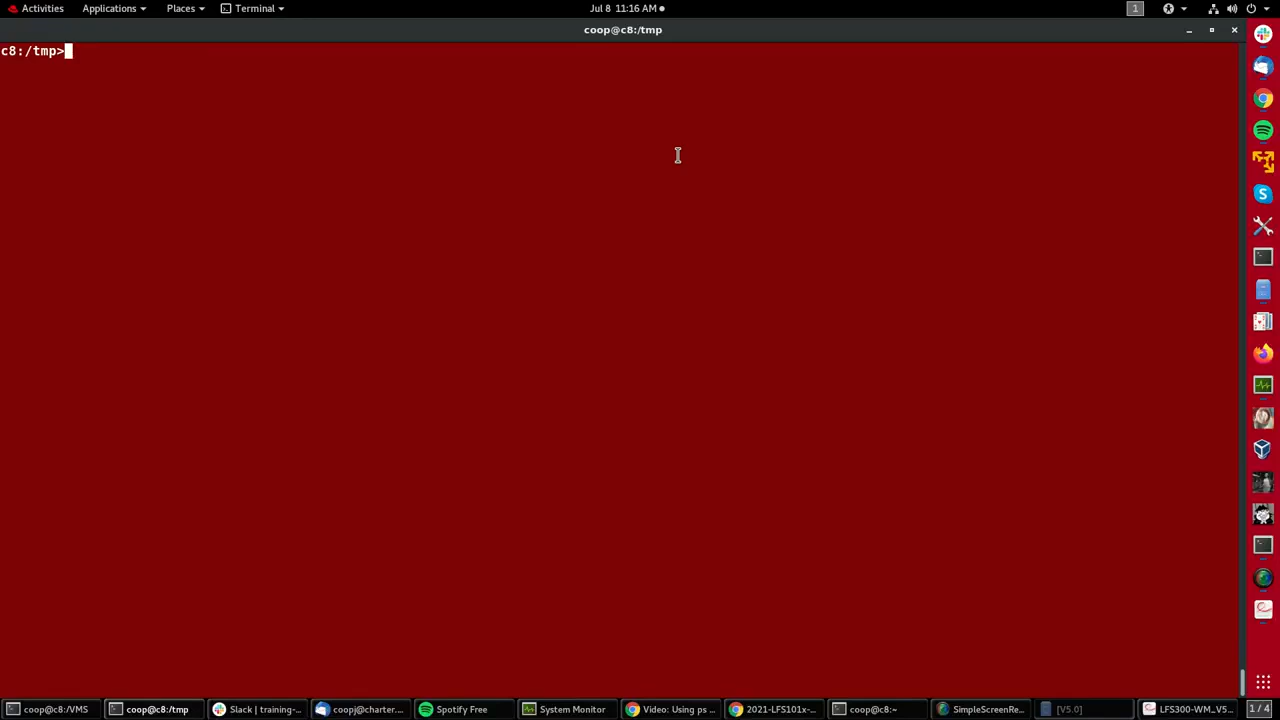 Activities Applications Places Terminal Jul 8 11:16 AM 1
coop@c8:/tmp
c8:/tmp>
coop@c8:/VMS coop@c8:/tmp Slack | training-... coopj@charter.... Spotify Free System Monitor Video: Using ps ... 2021-LFS101x-... coop@c8:~ SimpleScreenRe... [V5.0] LFS300-WM_V5... 1 / 4